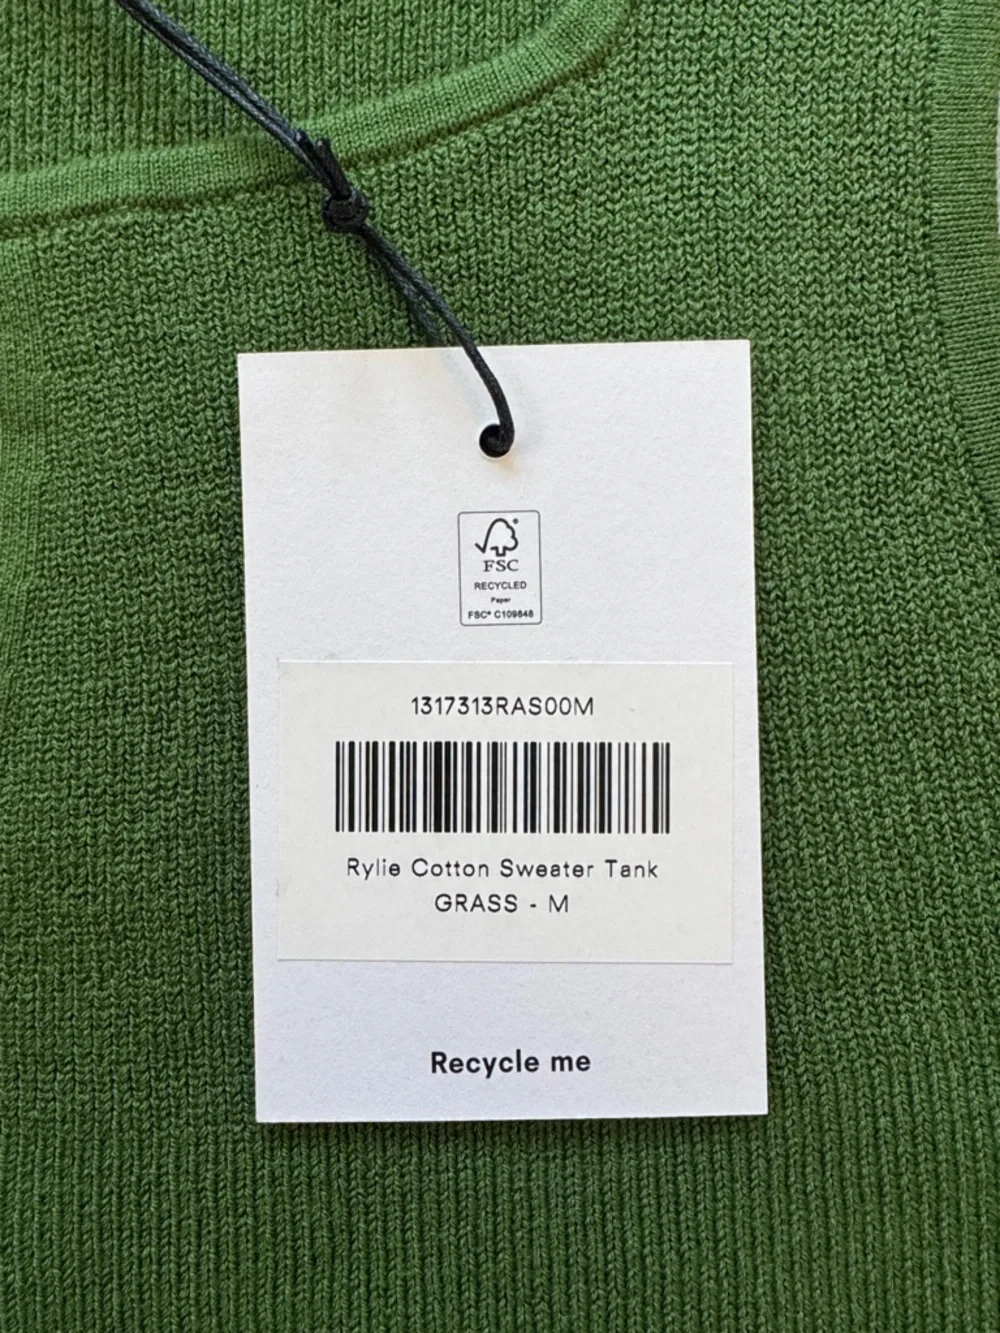 FSC
RECYCLED
Paper
FSC® C109848
1317313RAS00M
Rylie Cotton Sweater Tank
GRASS - M
Recycle me